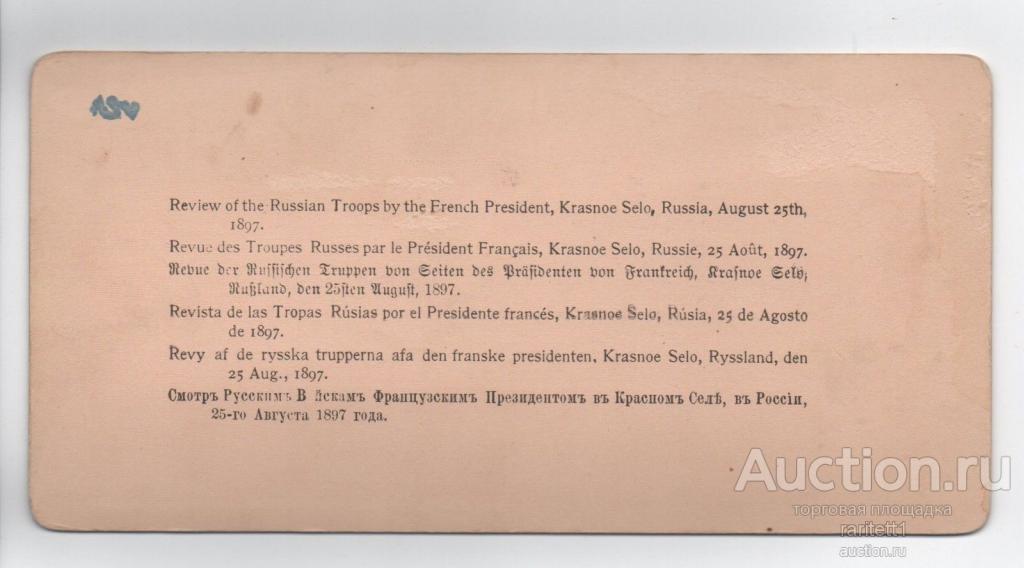 Review of the Russian Troops by the French President, Krasnoe Selo, Russia, August 25th,
1897.
Revue des Troupes Russes par le Président Français, Krasnoe Selo, Russie, 25 Août, 1897.
Revue der Russischen Truppen von Seiten des Präsidenten von Frankreich, Krasnoe Selo,
Rußland, den 25sten August, 1897.
Revista de las Tropas Rúsias por el Presidente francés, Krasnoe Selo, Rúsia, 25 de Agosto
de 1897.
Revy af de rysska trupperna afa den franske presidenten, Krasnoe Selo, Ryssland, den
25 Aug., 1897.
Смотръ Русскимъ Французскимъ Президентомъ въ Красномъ Селѣ, въ Россіи,
25-го Августа 1897 года.
Auction.ru
торговая площадка
raritett1
auction.ru